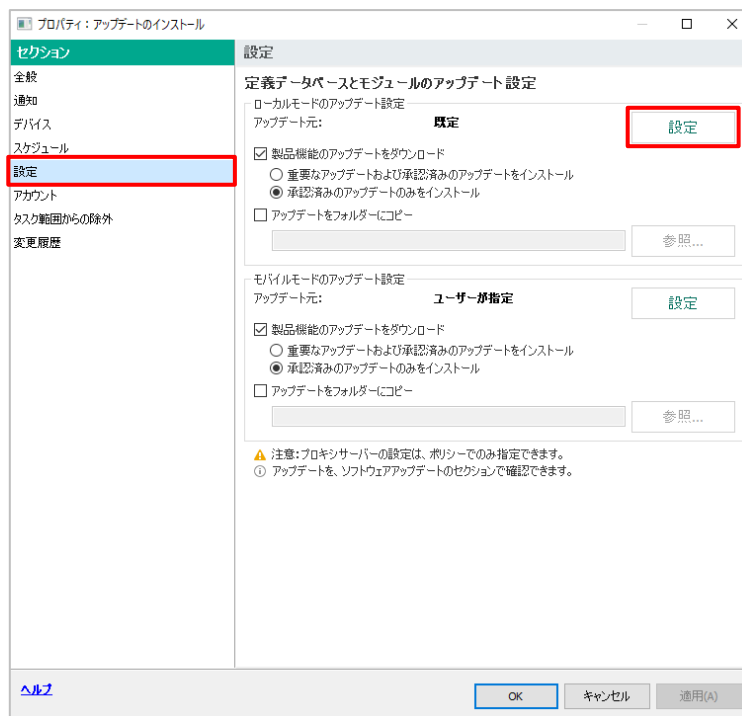 プロパティ：アップデートのインストール
セクション
全般
通知
デバイス
スケジュール
設定
アカウント
タスク範囲からの除外
変更履歴
ヘルプ
設定
定義データベースとモジュールのアップデート設定
ローカルモードのアップデート設定
アップデート元： 既定 設定
製品機能のアップデートをダウンロード
重要なアップデートおよび承認済みのアップデートをインストール
承認済みのアップデートのみをインストール
アップデートをフォルダーにコピー
参照...
モバイルモードのアップデート設定
アップデート元： ユーザーが指定 設定
製品機能のアップデートをダウンロード
重要なアップデートおよび承認済みのアップデートをインストール
承認済みのアップデートのみをインストール
アップデートをフォルダーにコピー
参照...
注意：プロキシサーバーの設定は、ポリシーでのみ指定できます。
アップデートを、ソフトウェアアップデートのセクションで確認できます。
OK キャンセル 適用(A)